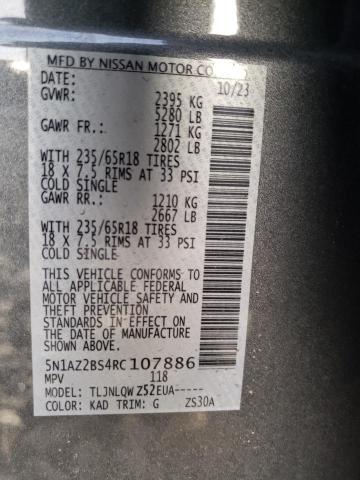 MFD BY NISSAN MOTOR CO
DATE: 10/23
GVWR: 2395 KG
5280 LB
GAWR FR.: 1271 KG
2802 LB
WITH 235/65R18 TIRES
18 X 7.5 RIMS AT 33 PSI
COLD SINGLE
GAWR RR.: 1210 KG
2667 LB
WITH 235/65R18 TIRES
18 X 7.5 RIMS AT 33 PSI
COLD SINGLE
THIS VEHICLE CONFORMS TO
ALL APPLICABLE FEDERAL
MOTOR VEHICLE SAFETY AND
THEFT PREVENTION
STANDARDS IN EFFECT ON
THE DATE OF MANUFACTURE
SHOWN ABOVE.
5N1AZ2BS4RC107886
MPV 118
MODEL: TLJNLQW Z52EUA-----
COLOR: KAD TRIM: G ZS30A